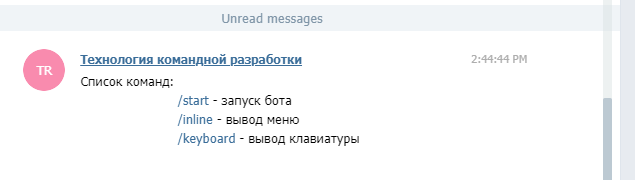 Unread messages
TR
Технология командной разработки
2:44:44 PM
Список команд:
/start - запуск бота
/inline - вывод меню
/keyboard - вывод клавиатуры